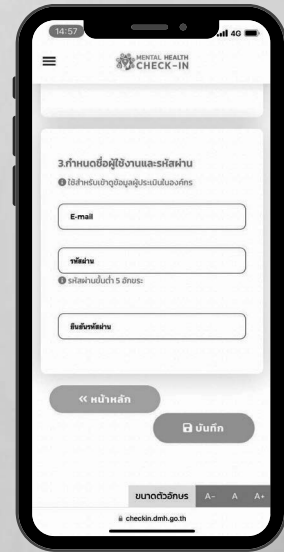 14:57
4G
MENTAL HEALTH
CHECK-IN
3.กำหนดชื่อผู้ใช้งานและรหัสผ่าน
ใช้สำหรับเข้าดูข้อมูลผู้ประเมินในองค์กร
E-mail
รหัสผ่าน
รหัสผ่านขั้นต่ำ 5 อักขระ
ยืนยันรหัสผ่าน
« หน้าหลัก
บันทึก
ขนาดตัวอักษร A- A A+
checkin.dmh.go.th